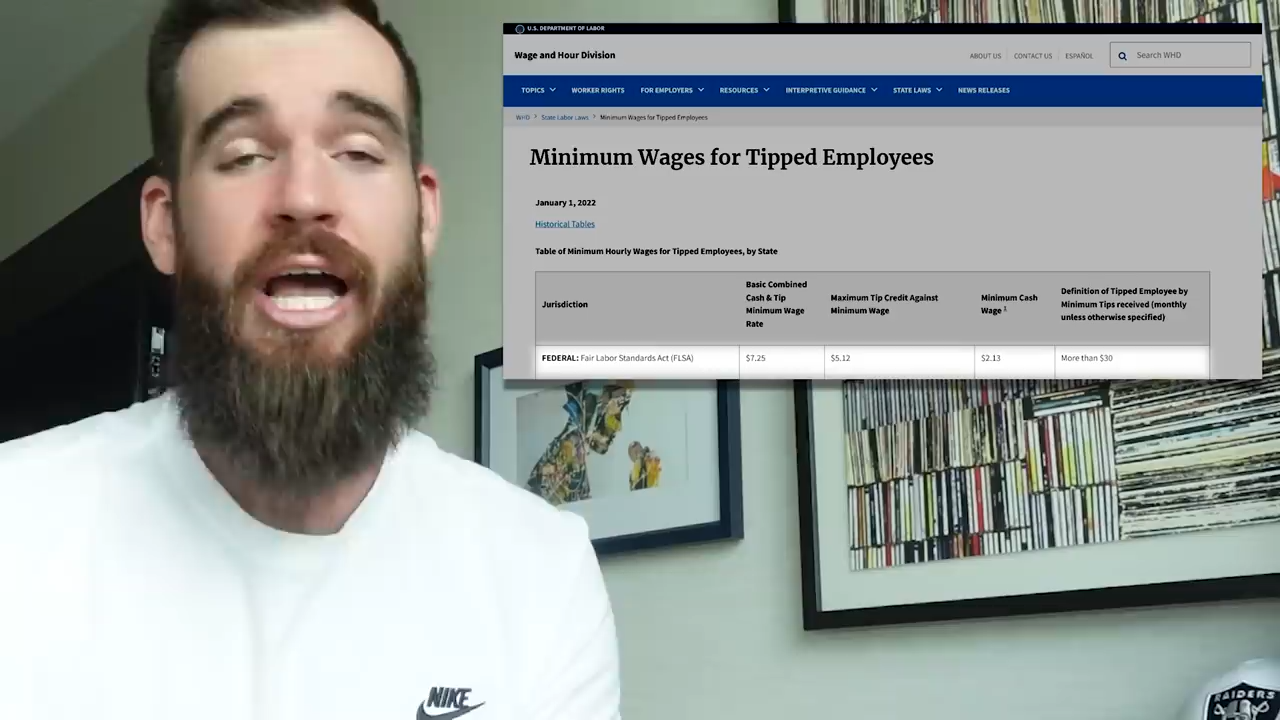 U.S. DEPARTMENT OF LABOR
Wage and Hour Division
ABOUT US
CONTACT US
ESPAÑOL
Search WHD
TOPICS
WORKER RIGHTS
FOR EMPLOYERS
RESOURCES
INTERPRETIVE GUIDANCE
STATE LAWS
NEWS RELEASES
WHD > State Labor Laws > Minimum Wages for Tipped Employees
Minimum Wages for Tipped Employees
January 1, 2022
Historical Tables
Table of Minimum Hourly Wages for Tipped Employees, by State
Jurisdiction
Basic Combined
Cash & Tip
Minimum Wage
Rate
Maximum Tip Credit Against
Minimum Wage
Minimum Cash
Wage 1
Definition of Tipped Employee by
Minimum Tips received (monthly
unless otherwise specified)
FEDERAL: Fair Labor Standards Act (FLSA)
$7.25
$5.12
$2.13
More than $30
NIKE
RAIDERS